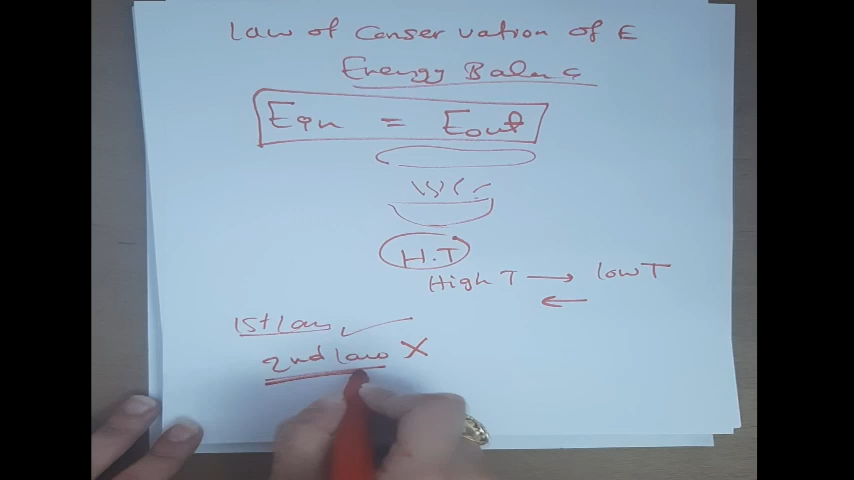 Law of Conservation of E
Energy Balance
Ein = Eout
H.T
High T → low T
←
1st law ✓
2nd law X